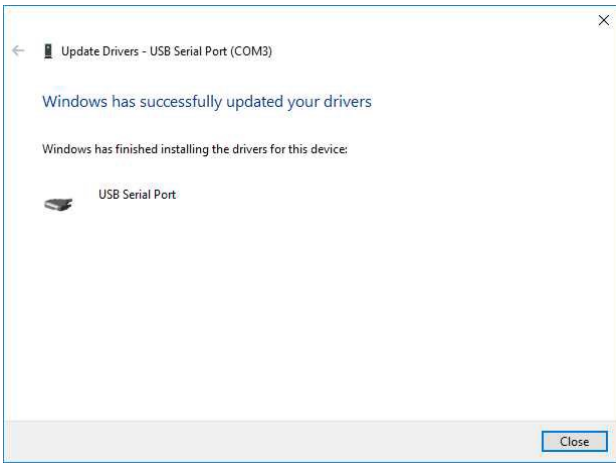 Update Drivers - USB Serial Port (COM3)
Windows has successfully updated your drivers
Windows has finished installing the drivers for this device:
USB Serial Port
Close